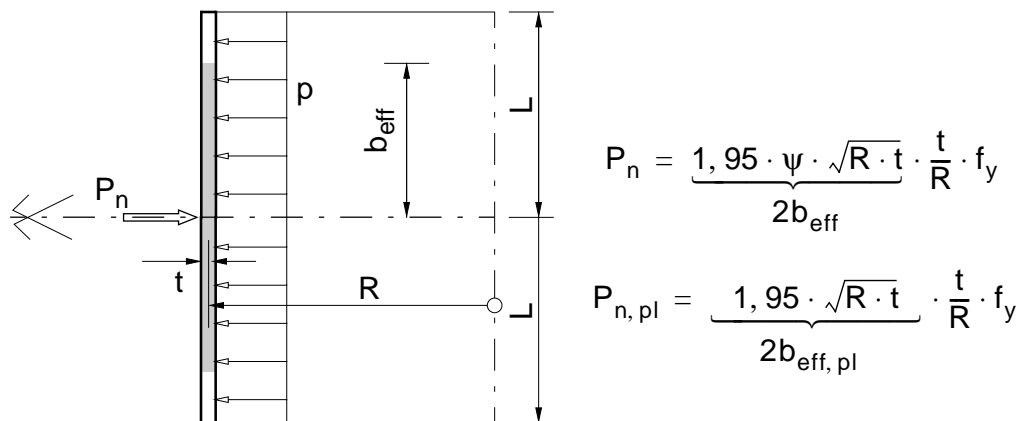 p
L
b_eff
P_n
t
R
L
P_n = 1, 95 · ψ · √R · t · t/R · f_y
2b_eff
P_n, pl = 1, 95 · √R · t · t/R · f_y
2b_eff, pl